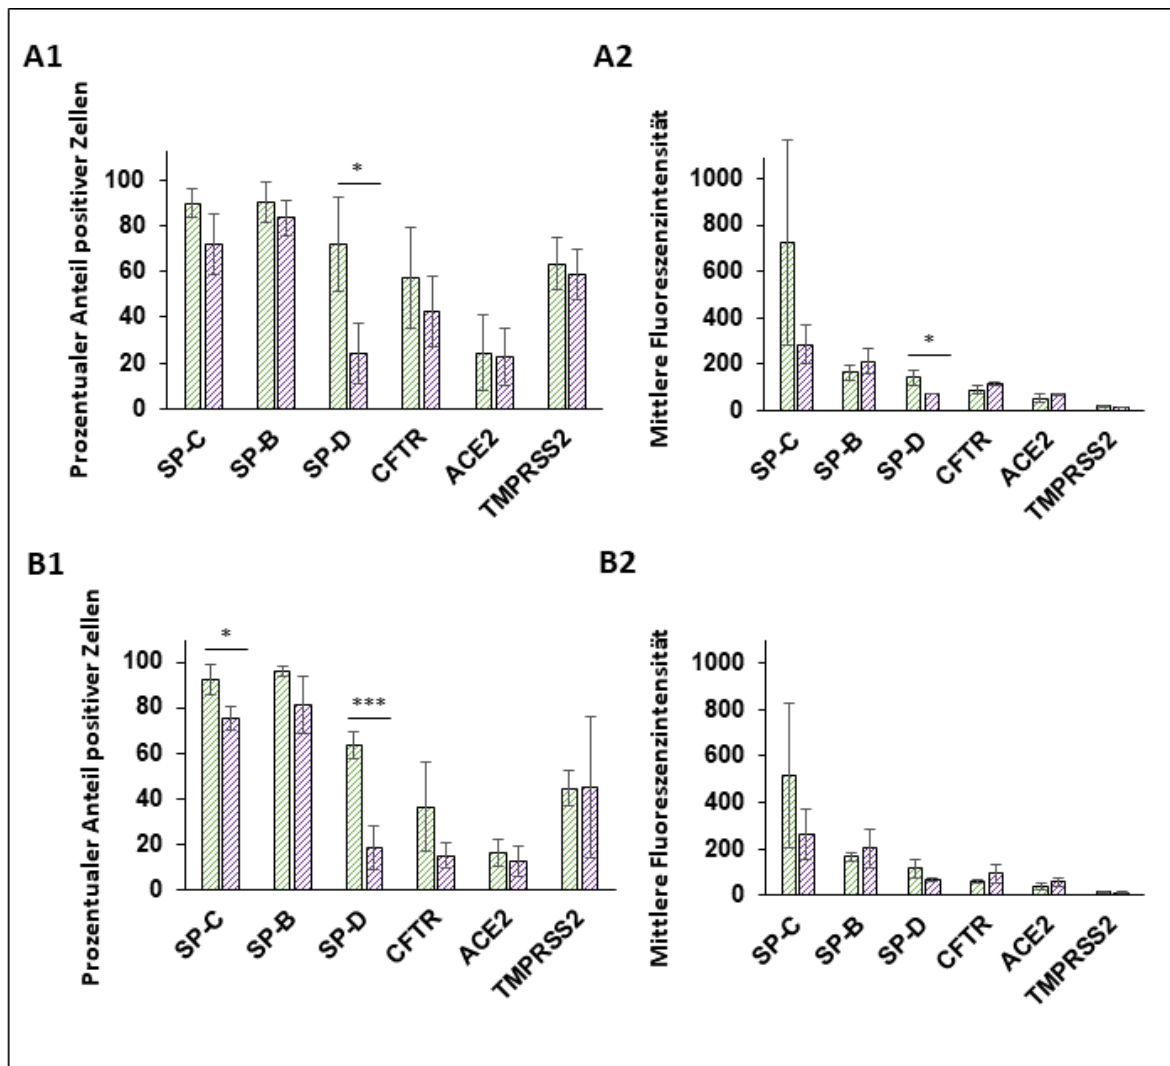 A1
Prozentualer Anteil positiver Zellen
100
80
60
40
20
0
*
SP-C
SP-B
SP-D
CFTR
ACE2
TMPRSS2
A2
Mittlere Fluoreszenzintensität
1000
800
600
400
200
0
*
SP-C
SP-B
SP-D
CFTR
ACE2
TMPRSS2
B1
Prozentualer Anteil positiver Zellen
100
80
60
40
20
0
*
***
SP-C
SP-B
SP-D
CFTR
ACE2
TMPRSS2
B2
Mittlere Fluoreszenzintensität
1000
800
600
400
200
0
SP-C
SP-B
SP-D
CFTR
ACE2
TMPRSS2